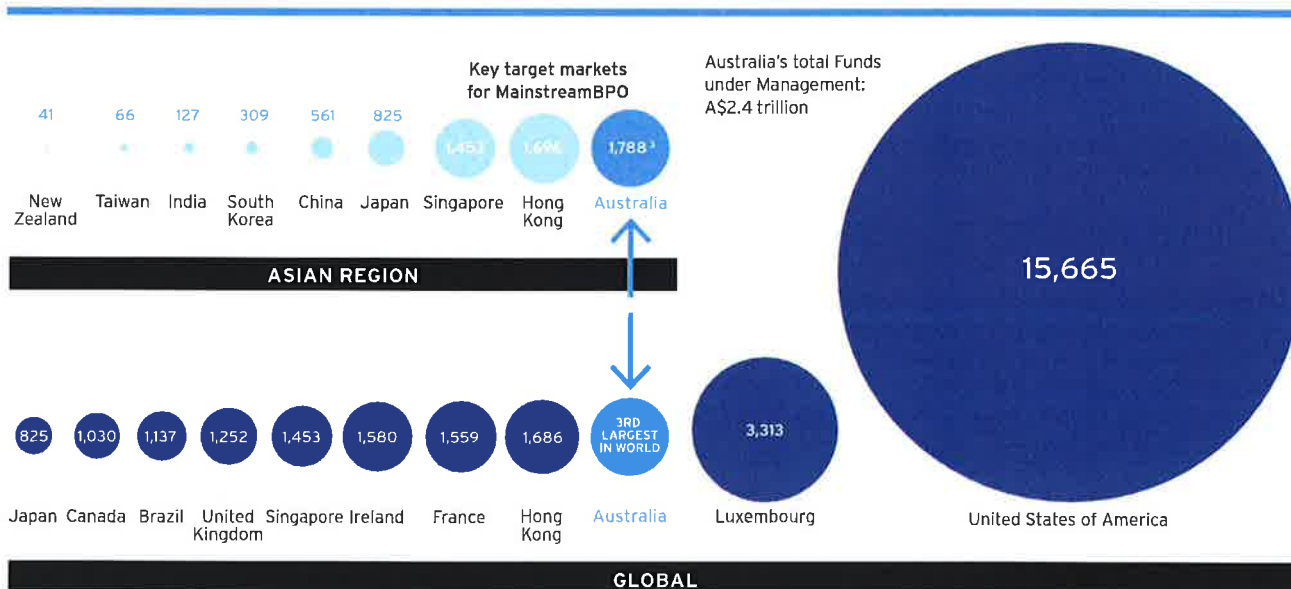 Key target markets
for MainstreamBPO
Australia's total Funds
under Management:
A$2.4 trillion
41 66 127 309 561 825 1,453 1,696 1,788³
New Zealand Taiwan India South Korea China Japan Singapore Hong Kong Australia
ASIAN REGION
15,665
825 1,030 1,137 1,252 1,453 1,580 1,559 1,686 3RD LARGEST IN WORLD 3,313
Japan Canada Brazil United Kingdom Singapore Ireland France Hong Kong Australia Luxembourg United States of America
GLOBAL